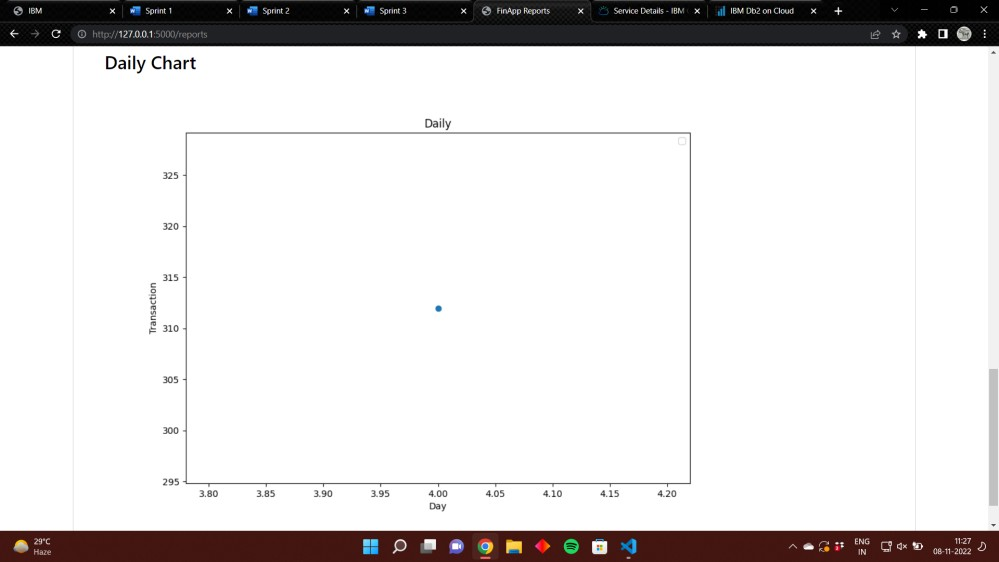 IBM
Sprint 1
Sprint 2
Sprint 3
FinApp Reports
Service Details - IBM
IBM Db2 on Cloud
http://127.0.0.1:5000/reports
Daily Chart
Daily
325
320
315
310
305
300
295
Transaction
3.80 3.85 3.90 3.95 4.00 4.05 4.10 4.15 4.20
Day
29°C
Haze
ENG
IN
11:27
08-11-2022